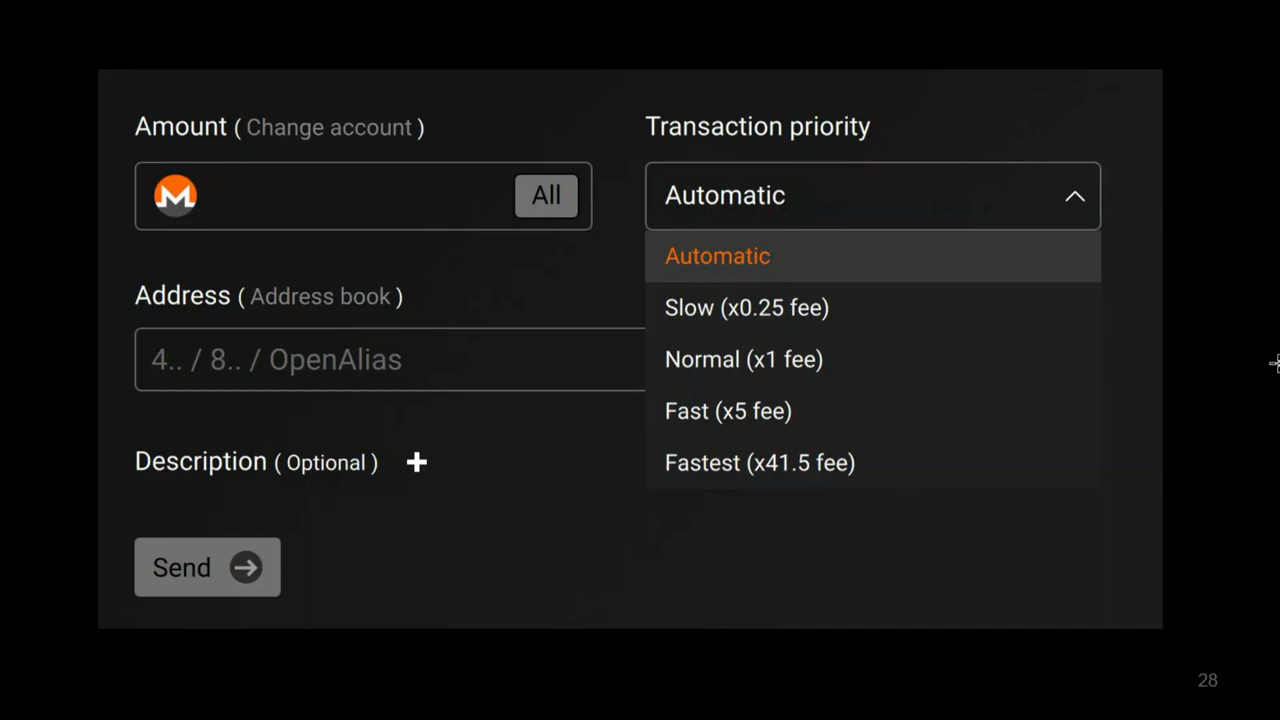 Amount ( Change account )
All
Transaction priority
Automatic
Automatic
Slow (x0.25 fee)
Normal (x1 fee)
Fast (x5 fee)
Fastest (x41.5 fee)
Address ( Address book )
4.. / 8.. / OpenAlias
Description ( Optional )
Send
28